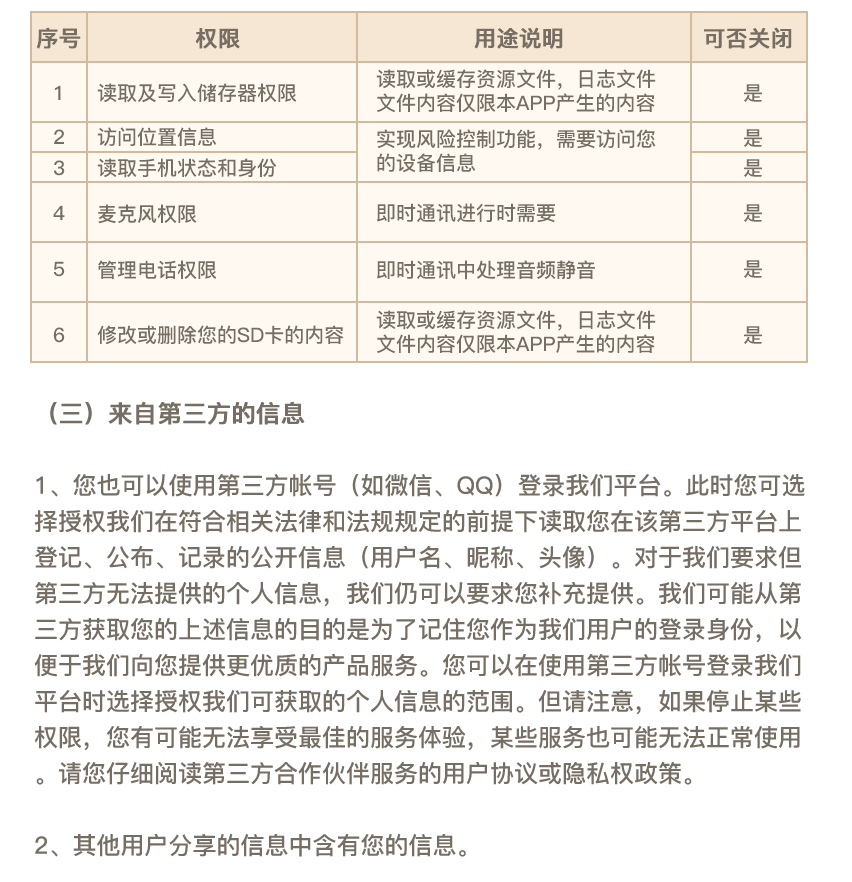 序号 权限 用途说明 可否关闭
1 读取及写入储存器权限 读取或缓存资源文件，日志文件
文件内容仅限本APP产生的内容 是
2 访问位置信息 实现风险控制功能，需要访问您
的设备信息 是
3 读取手机状态和身份 是
4 麦克风权限 即时通讯进行时需要 是
5 管理电话权限 即时通讯中处理音频静音 是
6 修改或删除您的SD卡的内容 读取或缓存资源文件，日志文件
文件内容仅限本APP产生的内容 是
（三）来自第三方的信息
1、您也可以使用第三方帐号（如微信、QQ）登录我们平台。此时您可选
择授权我们在符合相关法律和法规规定的前提下读取您在该第三方平台上
登记、公布、记录的公开信息（用户名、昵称、头像）。对于我们要求但
第三方无法提供的个人信息，我们仍可以要求您补充提供。我们可能从第
三方获取您的上述信息的目的是为了记住您作为我们用户的登录身份，以
便于我们向您提供更优质的产品服务。您可以在使用第三方帐号登录我们
平台时选择授权我们可获取的个人信息的范围。但请注意，如果停止某些
权限，您有可能无法享受最佳的服务体验，某些服务也可能无法正常使用
。请您仔细阅读第三方合作伙伴服务的用户协议或隐私权政策。
2、其他用户分享的信息中含有您的信息。